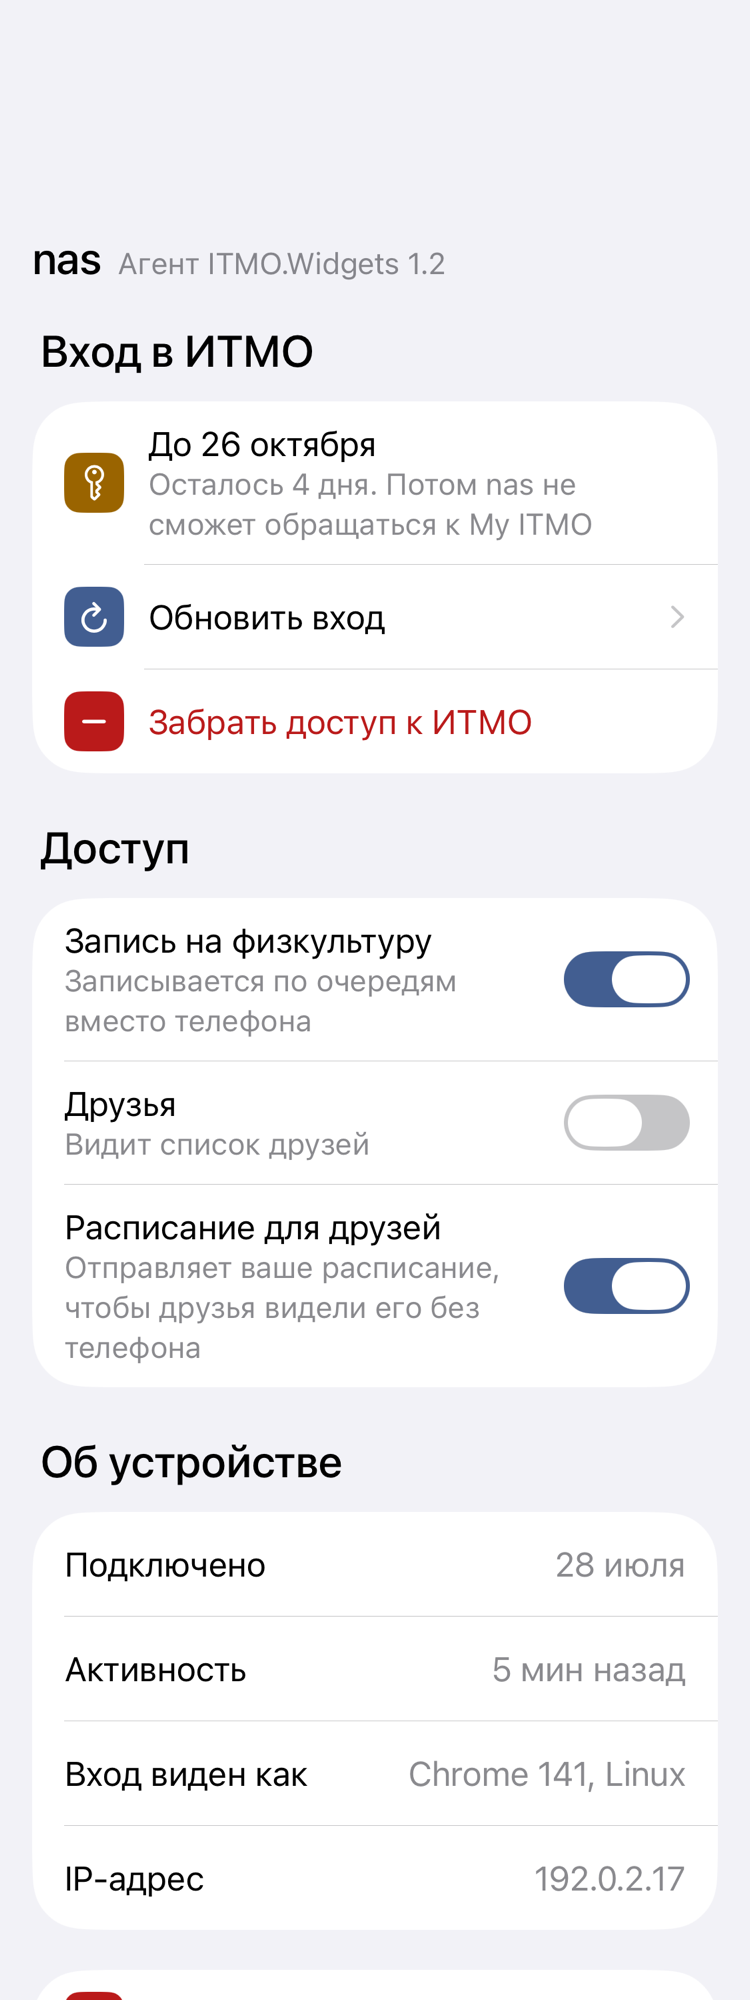 nas Агент ITMO.Widgets 1.2
Вход в ИТМО
До 26 октября
Осталось 4 дня. Потом nas не
сможет обращаться к My ITMO
Обновить вход
Забрать доступ к ИТМО
Доступ
Запись на физкультуру
Записывается по очередям
вместо телефона
Друзья
Видит список друзей
Расписание для друзей
Отправляет ваше расписание,
чтобы друзья видели его без
телефона
Об устройстве
Подключено 28 июля
Активность 5 мин назад
Вход виден как Chrome 141, Linux
IP-адрес 192.0.2.17